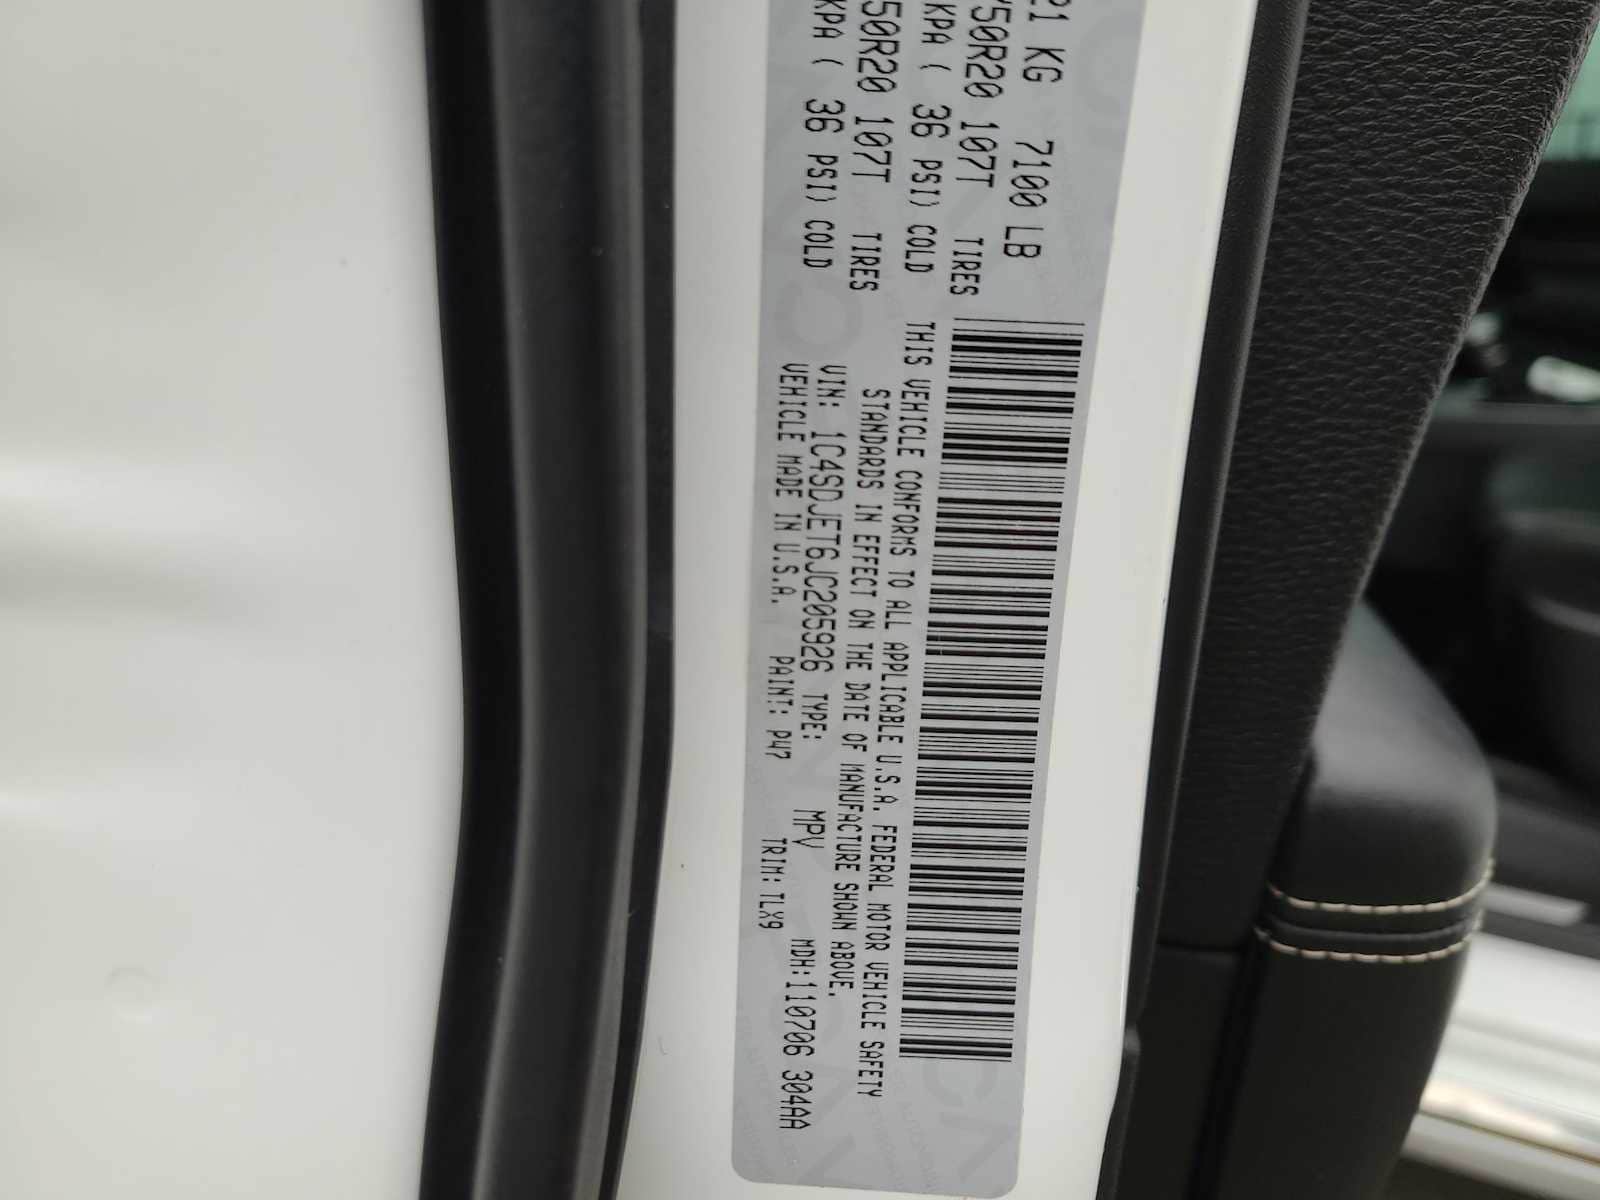 21 KG 7100 LB
50R20 107T TIRES
KPA ( 36 PSI) COLD
50R20 107T TIRES
KPA ( 36 PSI) COLD
THIS VEHICLE CONFORMS TO ALL APPLICABLE U.S.A. FEDERAL MOTOR VEHICLE SAFETY
STANDARDS IN EFFECT ON THE DATE OF MANUFACTURE SHOWN ABOVE.
VIN: 1C4SDJET6JC205926 TYPE: MPV MDH:110706 304AA
VEHICLE MADE IN U.S.A. PAINT: PW7 TRIM: TLX9